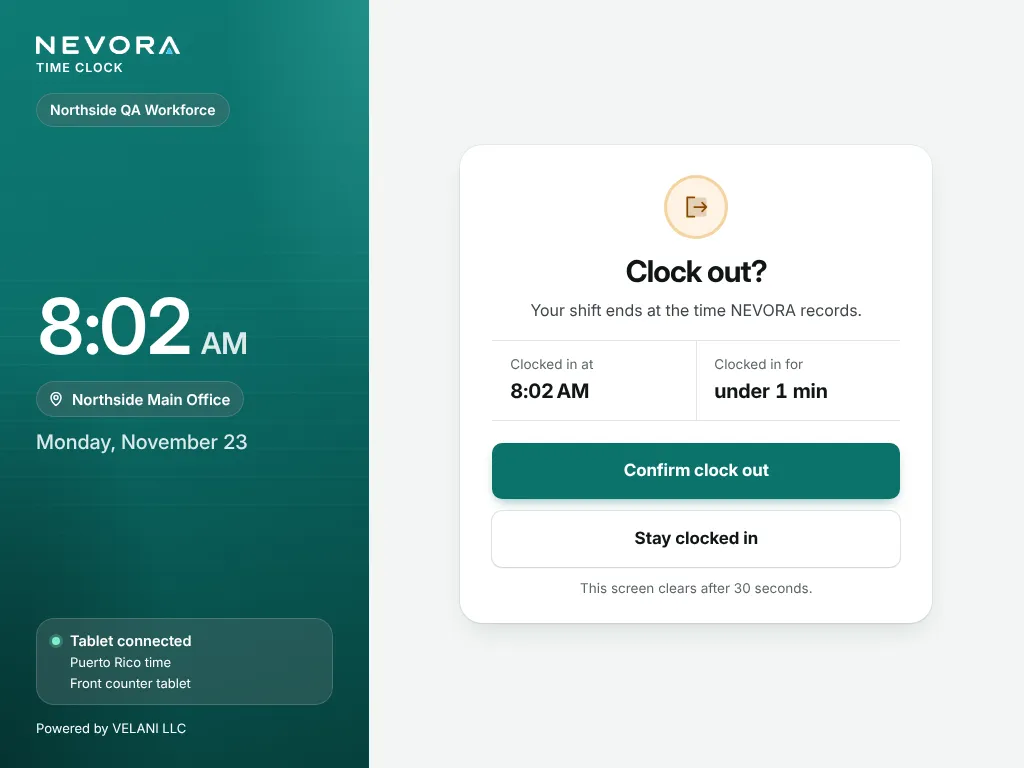 NEVORA
TIME CLOCK
Northside QA Workforce
8:02 AM
Northside Main Office
Monday, November 23
Tablet connected
Puerto Rico time
Front counter tablet
Powered by VELANI LLC
Clock out?
Your shift ends at the time NEVORA records.
Clocked in at
8:02 AM
Clocked in for
under 1 min
Confirm clock out
Stay clocked in
This screen clears after 30 seconds.